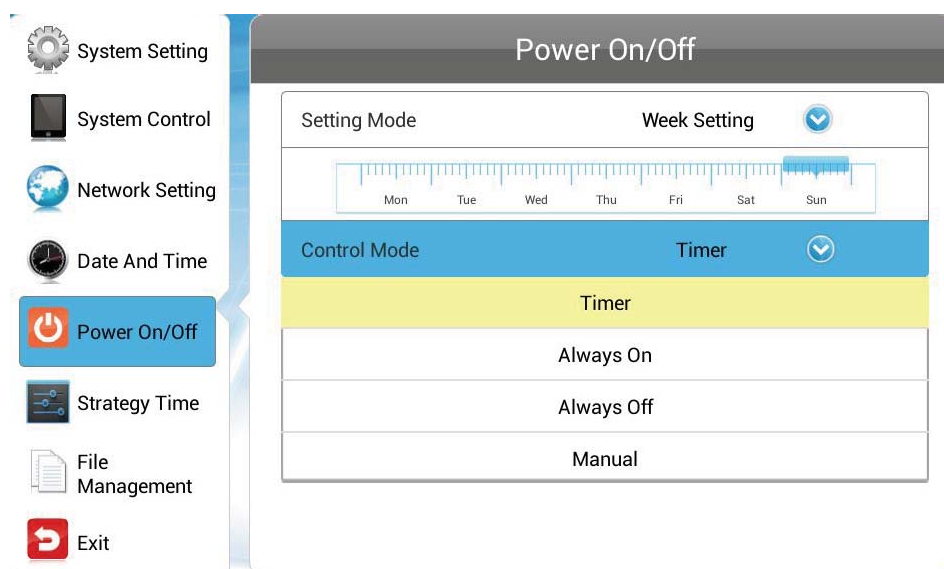 System Setting
System Control
Network Setting
Date And Time
Power On/Off
Strategy Time
File
Management
Exit
Power On/Off
Setting Mode Week Setting
Mon Tue Wed Thu Fri Sat Sun
Control Mode Timer
Timer
Always On
Always Off
Manual